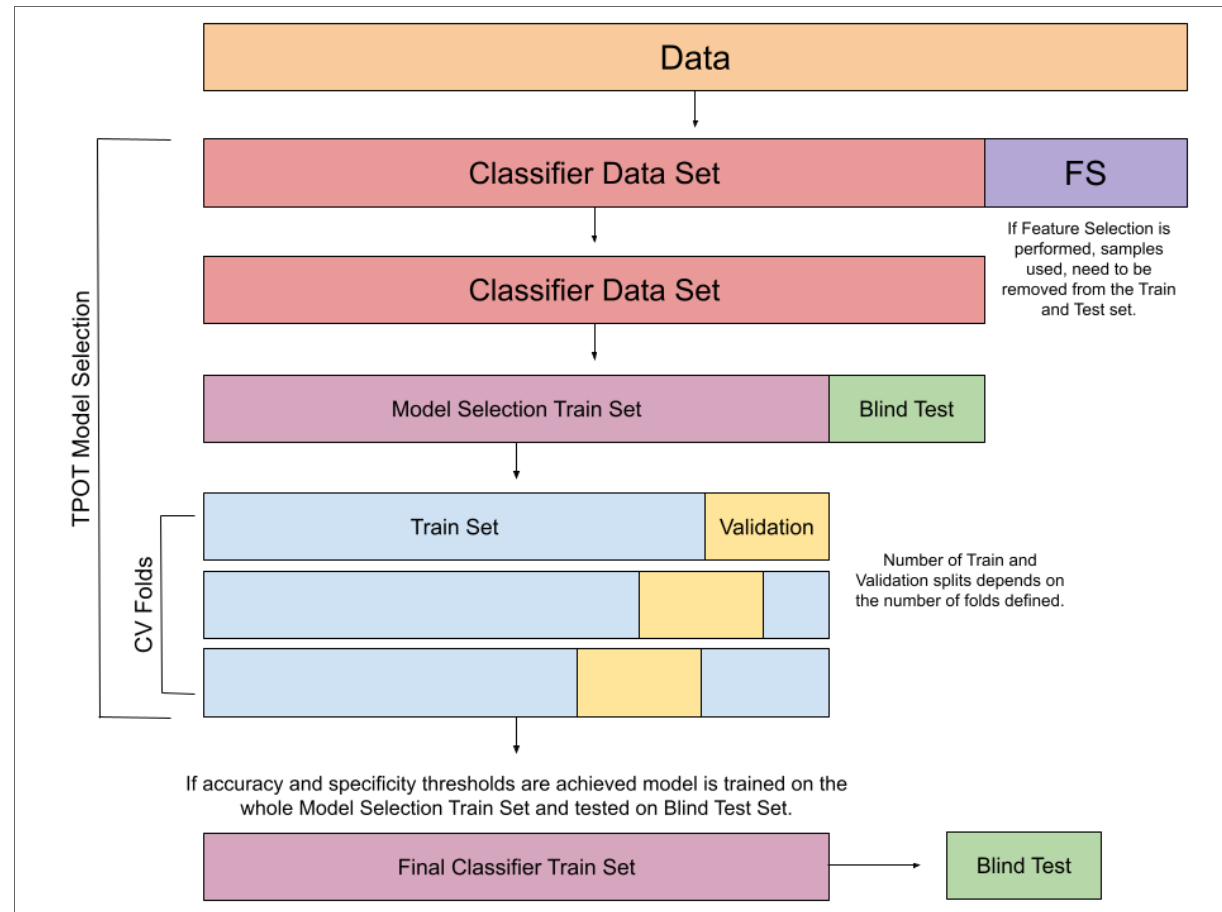 Data
Classifier Data Set
FS
If Feature Selection is
performed, samples
used, need to be
removed from the Train
and Test set.
Classifier Data Set
TPOT Model Selection
Model Selection Train Set
Blind Test
CV Folds
Train Set
Validation
Number of Train and
Validation splits depends on
the number of folds defined.
If accuracy and specificity thresholds are achieved model is trained on the
whole Model Selection Train Set and tested on Blind Test Set.
Final Classifier Train Set
Blind Test